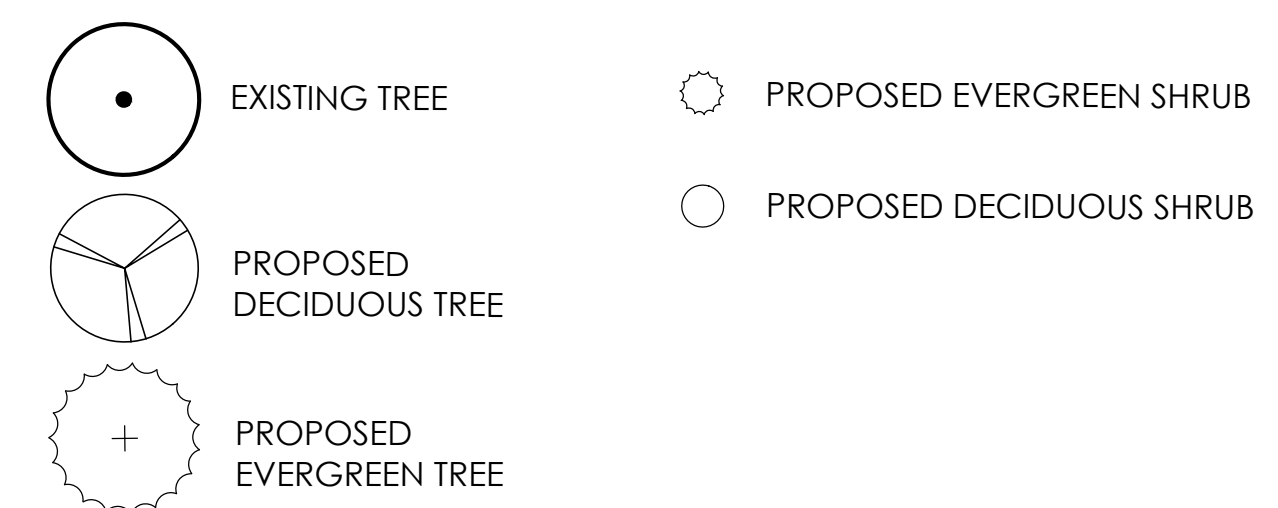 EXISTING TREE
PROPOSED
DECIDUOUS TREE
PROPOSED
EVERGREEN TREE
PROPOSED EVERGREEN SHRUB
PROPOSED DECIDUOUS SHRUB